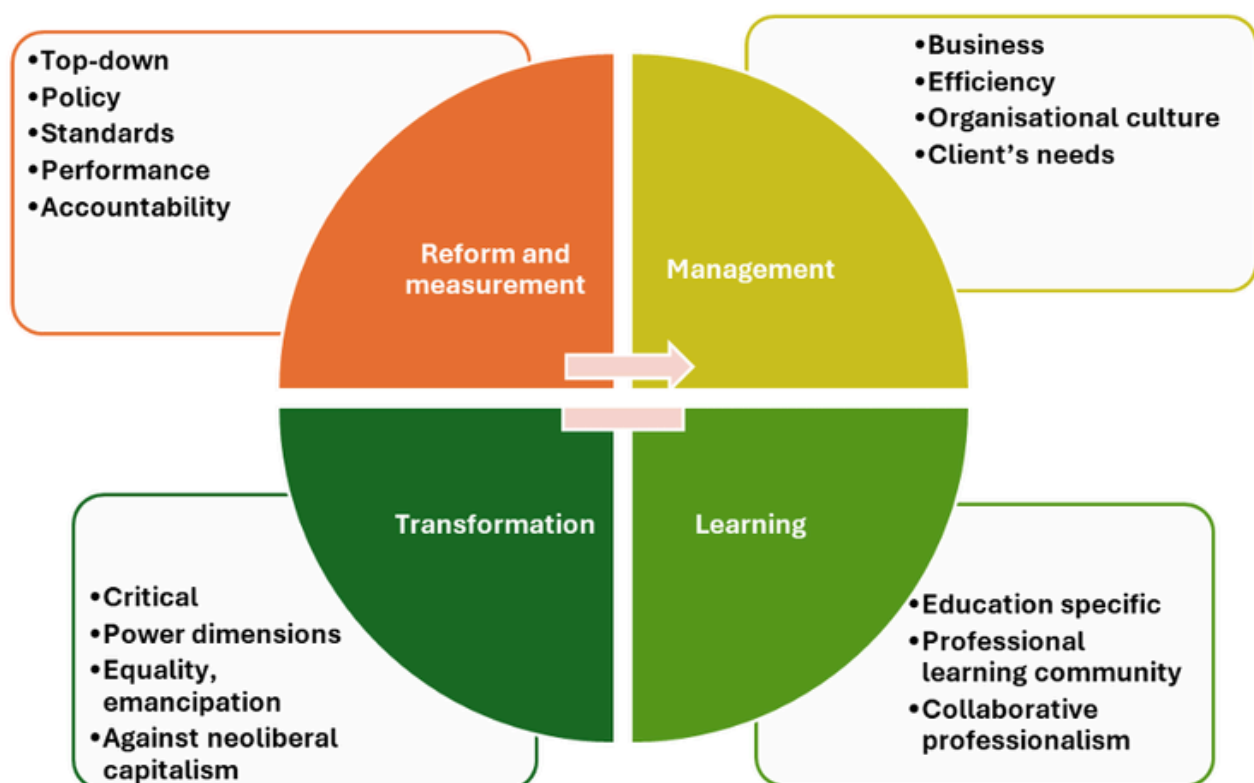 •Top-down
•Policy
•Standards
•Performance
•Accountability
•Business
•Efficiency
•Organisational culture
•Client’s needs
Reform and
measurement
Management
Transformation
Learning
•Critical
•Power dimensions
•Equality,
emancipation
•Against neoliberal
capitalism
•Education specific
•Professional
learning community
•Collaborative
professionalism